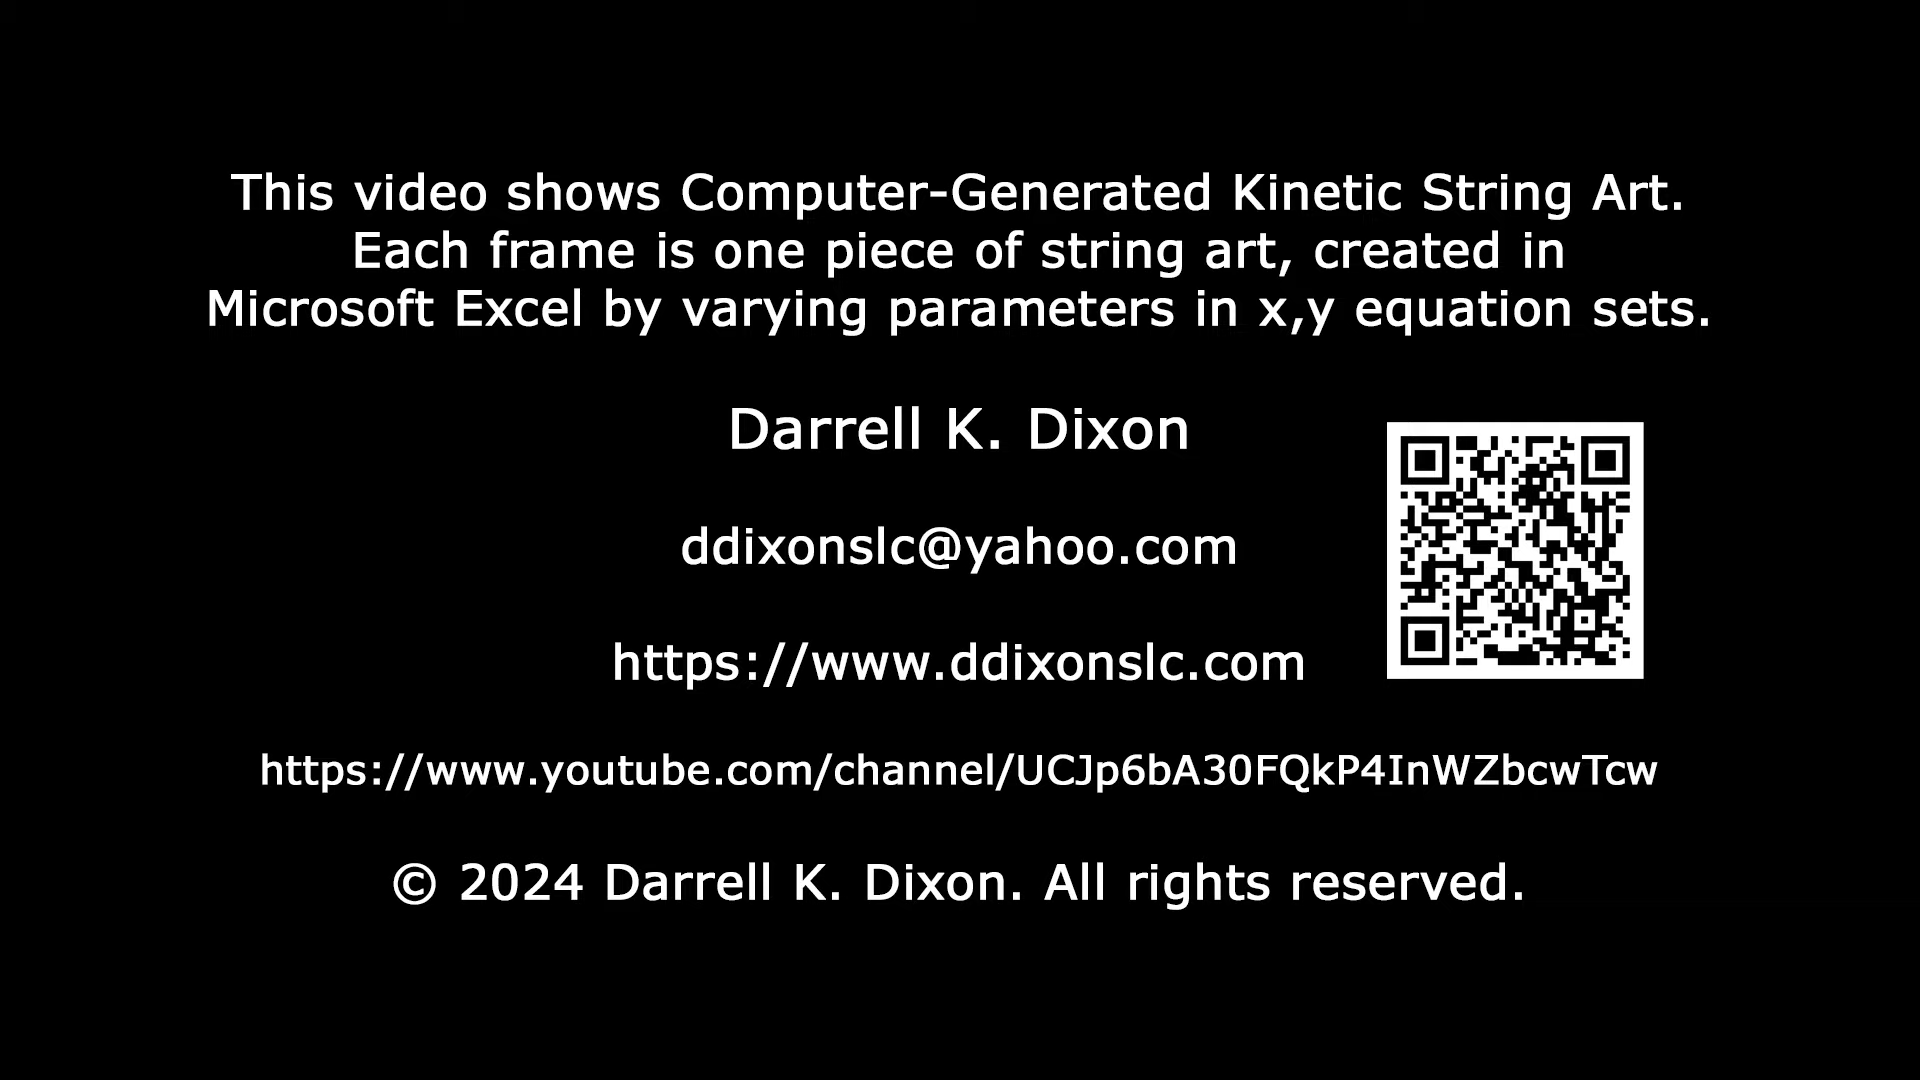 This video shows Computer-Generated Kinetic String Art.
Each frame is one piece of string art, created in
Microsoft Excel by varying parameters in x,y equation sets.
Darrell K. Dixon
ddixonslc@yahoo.com
https://www.ddixonslc.com
https://www.youtube.com/channel/UCJp6bA30FQkP4InWZbcwTcw
© 2024 Darrell K. Dixon. All rights reserved.